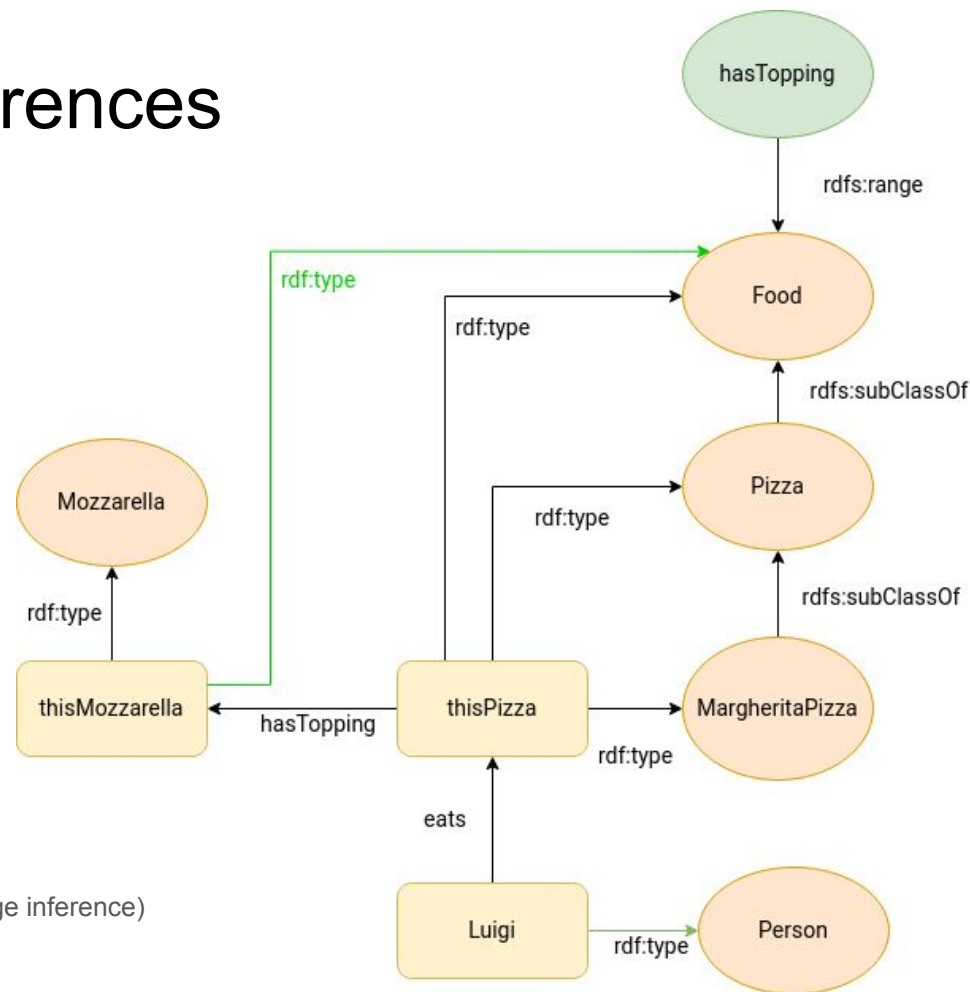 rences
hasTopping
rdfs:range
rdf:type
Food
rdf:type
rdfs:subClassOf
Mozzarella
Pizza
rdf:type
rdfs:subClassOf
rdf:type
thisMozzarella
thisPizza
MargheritaPizza
hasTopping
rdf:type
eats
ge inference)
Luigi
Person
rdf:type